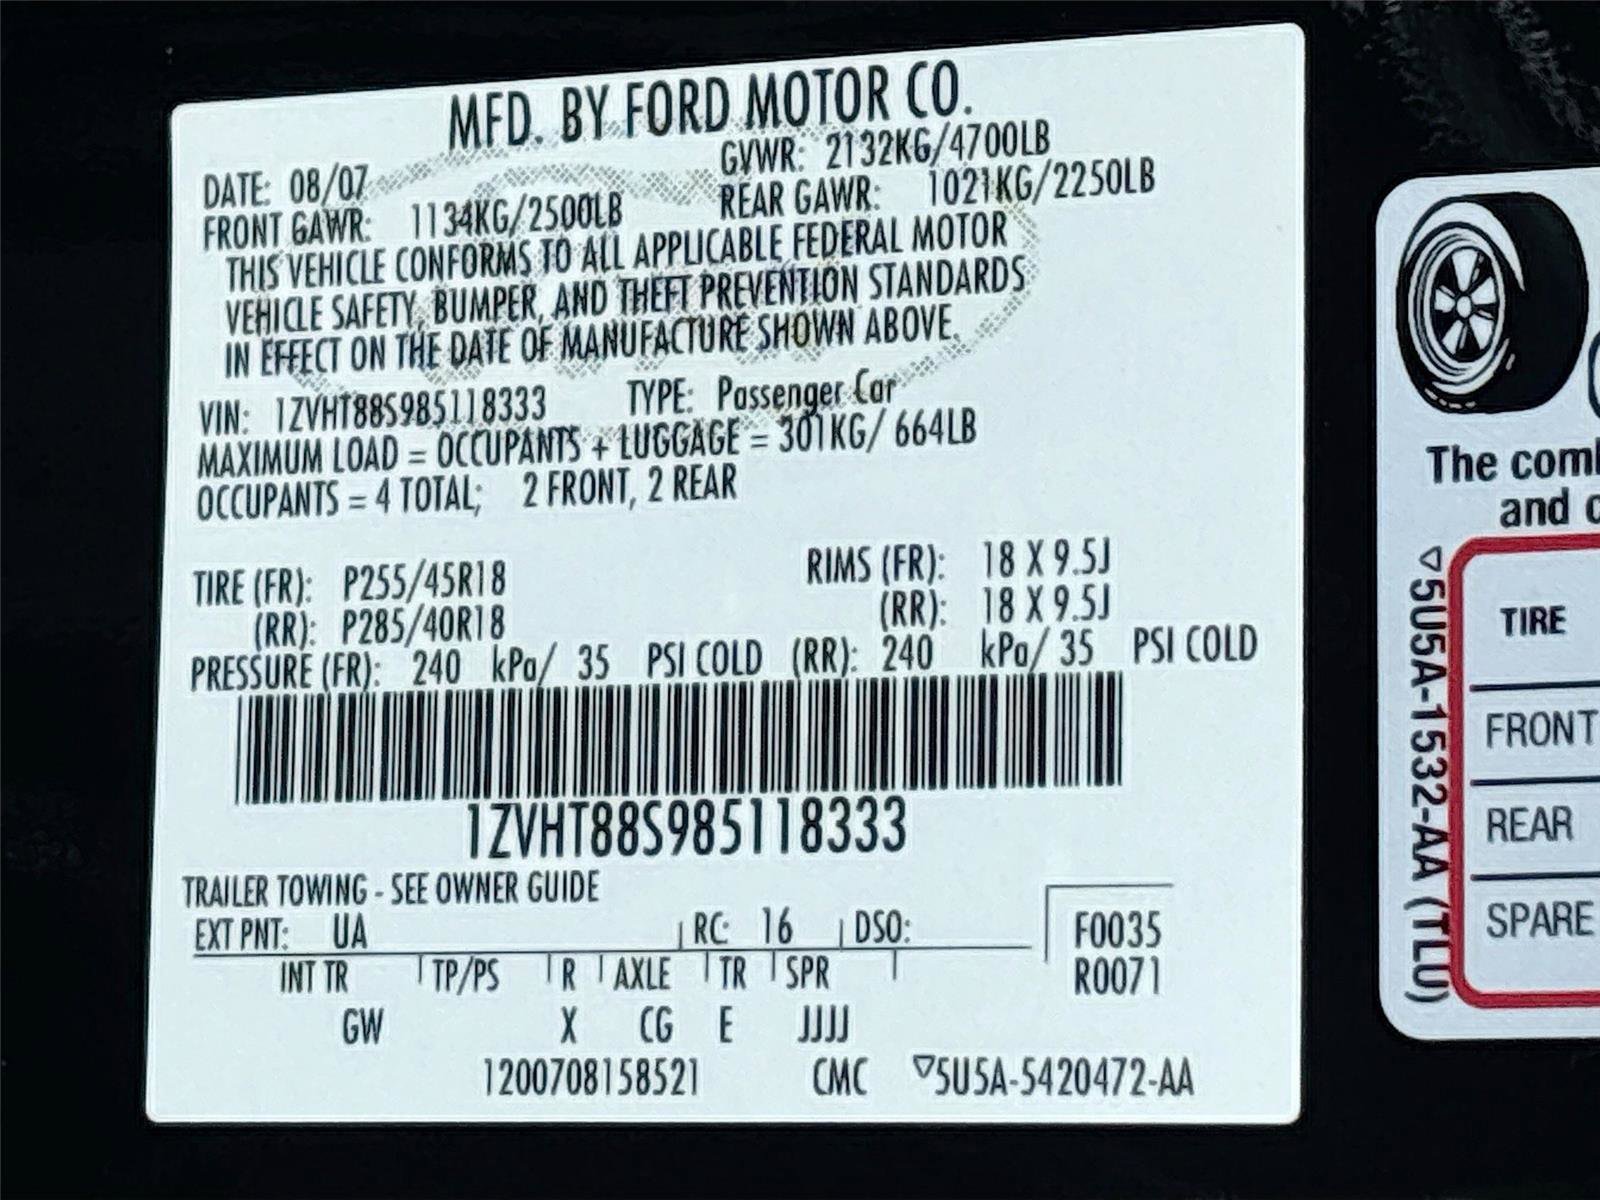 MFD. BY FORD MOTOR CO.
DATE: 08/07 GVWR: 2132KG/4700LB
FRONT GAWR: 1134KG/2500LB REAR GAWR: 1021KG/2250LB
THIS VEHICLE CONFORMS TO ALL APPLICABLE FEDERAL MOTOR
VEHICLE SAFETY, BUMPER, AND THEFT PREVENTION STANDARDS
IN EFFECT ON THE DATE OF MANUFACTURE SHOWN ABOVE.
VIN: 1ZVHT88S985118333 TYPE: Passenger Car
MAXIMUM LOAD = OCCUPANTS + LUGGAGE = 301KG/ 664LB
OCCUPANTS = 4 TOTAL; 2 FRONT, 2 REAR
TIRE (FR): P255/45R18 RIMS (FR): 18 X 9.5J
(RR): P285/40R18 (RR): 18 X 9.5J
PRESSURE (FR): 240 kPa/ 35 PSI COLD (RR): 240 kPa/ 35 PSI COLD
1ZVHT88S985118333
TRAILER TOWING - SEE OWNER GUIDE
EXT PNT: UA RC: 16 DSO: F0035
INT TR TP/PS R AXLE TR SPR R0071
GW X CG E JJJJ
1200708158521 CMC ▽5U5A-5420472-AA
The com
and c
▽5U5A-1532-AA (TLU)
TIRE
FRONT
REAR
SPARE